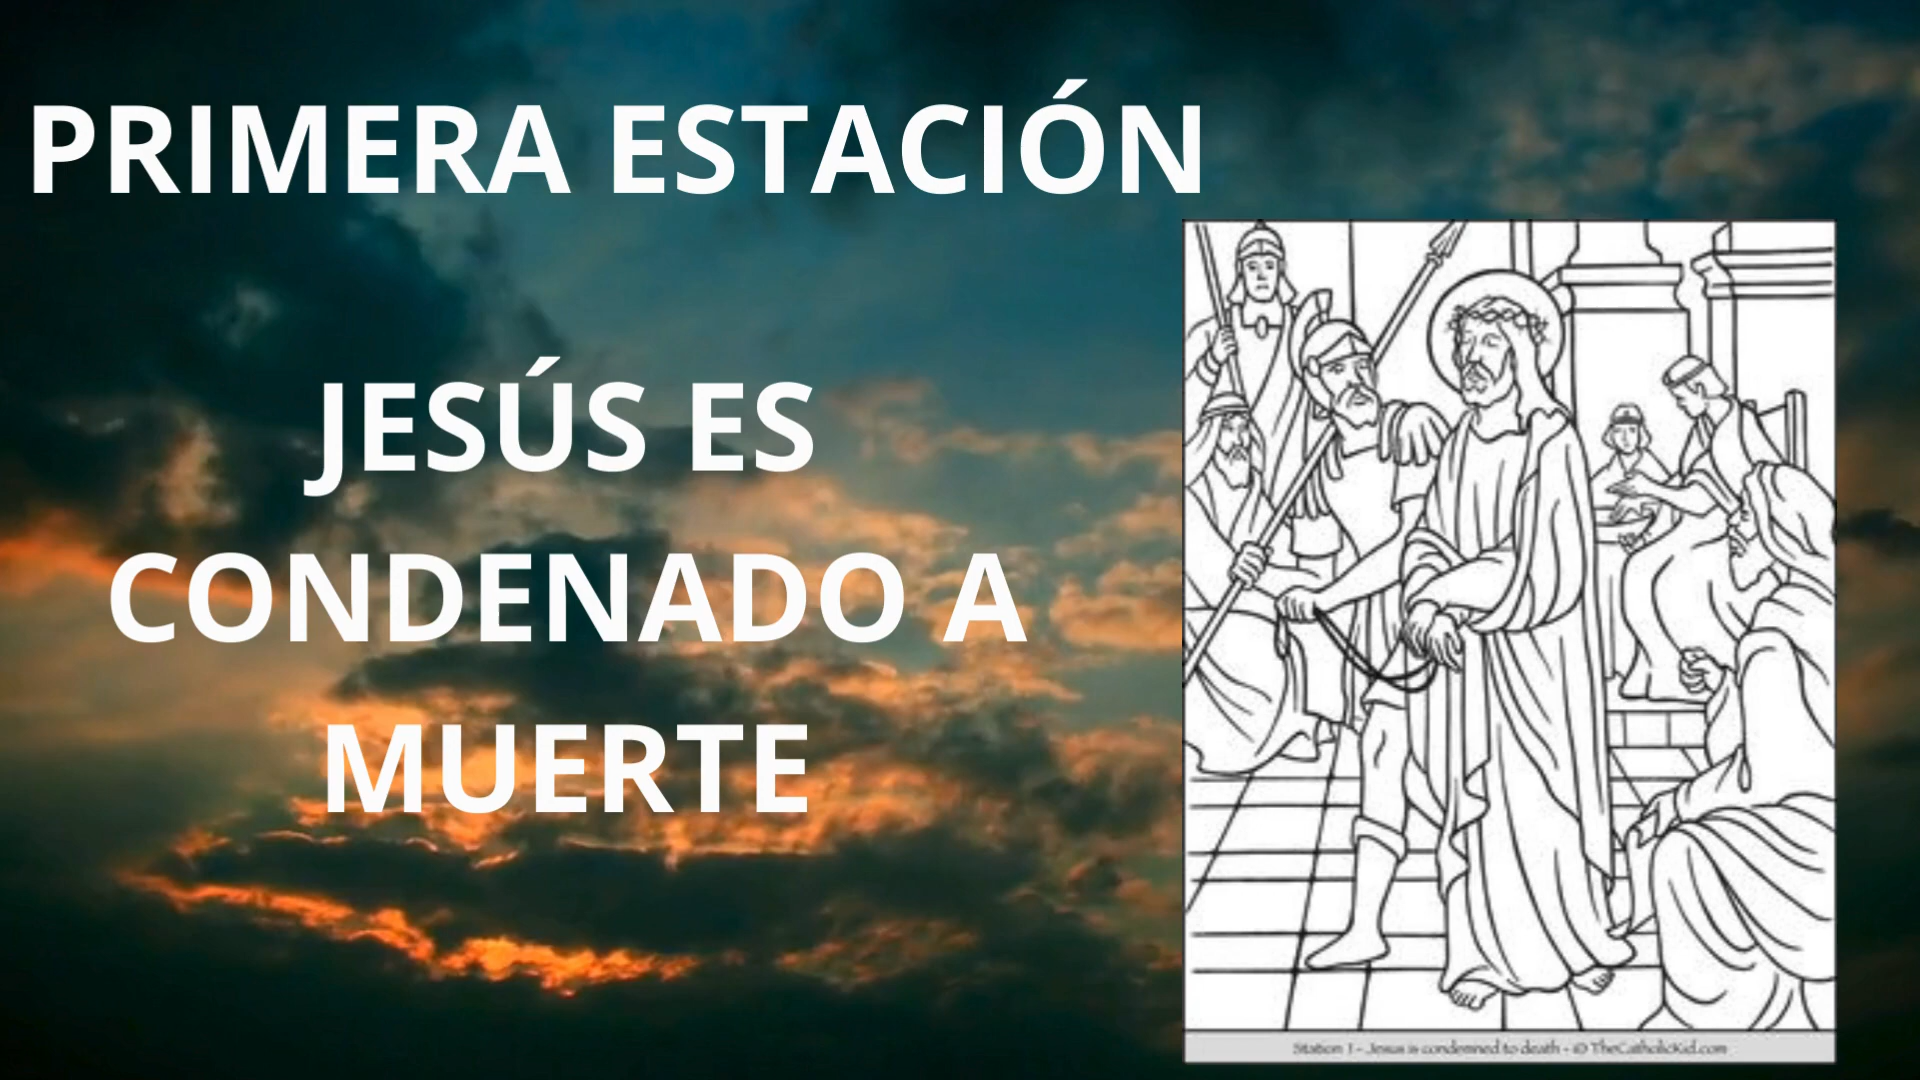 PRIMERA ESTACIÓN
JESÚS ES
CONDENADO A
MUERTE
Station 1 - Jesus is condemned to death - © TheCatholicKid.com